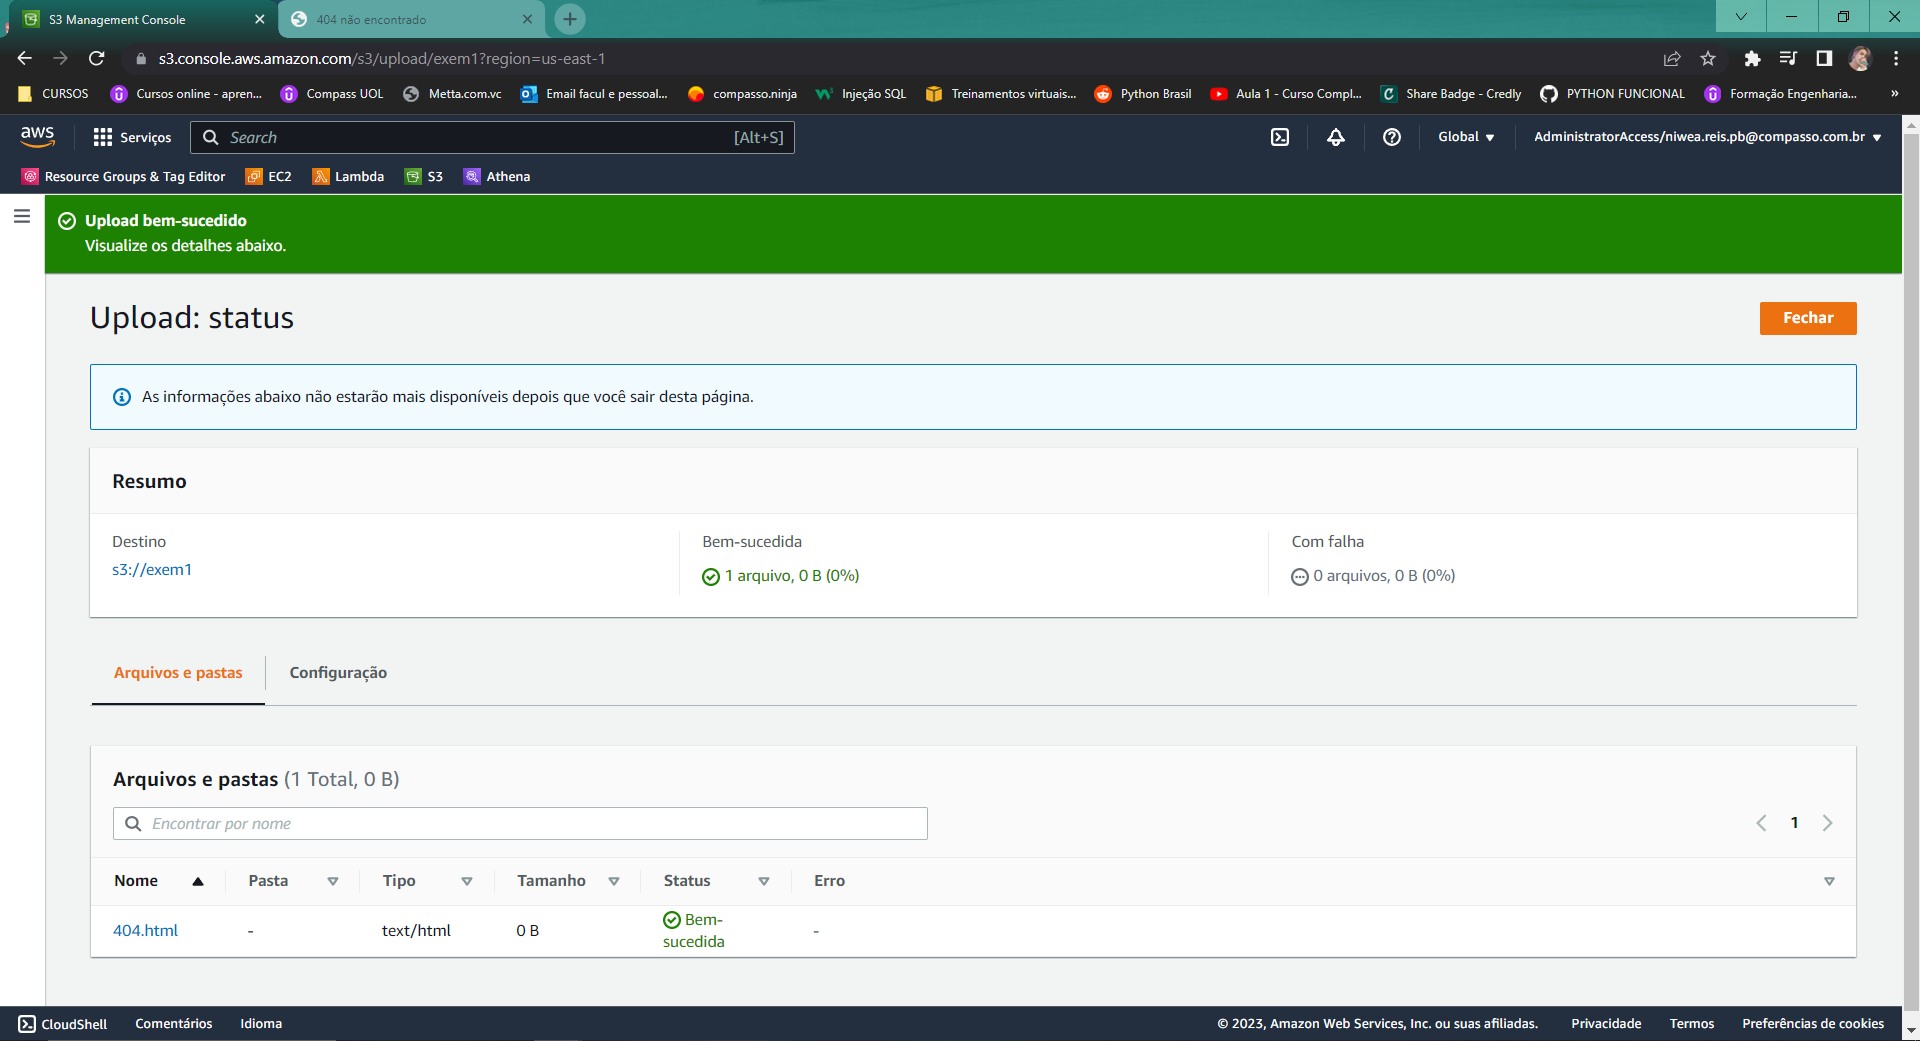 S3 Management Console
404 não encontrado
s3.console.aws.amazon.com/s3/upload/exem1?region=us-east-1
CURSOS
Cursos online - apren...
Compass UOL
Metta.com.vc
Email facul e pessoal...
compasso.ninja
Injeção SQL
Treinamentos virtuais...
Python Brasil
Aula 1 - Curso Compl...
Share Badge - Credly
PYTHON FUNCIONAL
Formação Engenharia...
»
aws
Serviços
Search
[Alt+S]
Global
AdministratorAccess/niwea.reis.pb@compasso.com.br
Resource Groups & Tag Editor
EC2
Lambda
S3
Athena
Upload bem-sucedido
Visualize os detalhes abaixo.
Upload: status
Fechar
As informações abaixo não estarão mais disponíveis depois que você sair desta página.
Resumo
Destino
s3://exem1
Bem-sucedida
1 arquivo, 0 B (0%)
Com falha
0 arquivos, 0 B (0%)
Arquivos e pastas
Configuração
Arquivos e pastas (1 Total, 0 B)
Encontrar por nome
1
Nome
Pasta
Tipo
Tamanho
Status
Erro
404.html
-
text/html
0 B
Bem-
sucedida
-
CloudShell
Comentários
Idioma
© 2023, Amazon Web Services, Inc. ou suas afiliadas.
Privacidade
Termos
Preferências de cookies